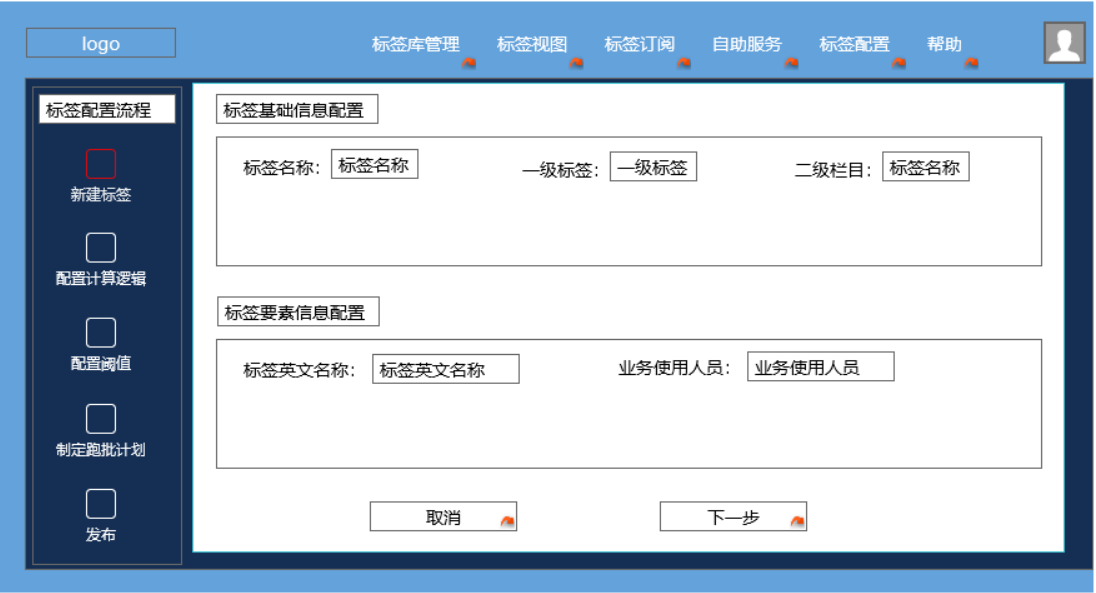 logo 标签库管理 标签视图 标签订阅 自助服务 标签配置 帮助
标签配置流程
新建标签
配置计算逻辑
配置阈值
制定跑批计划
发布
标签基础信息配置
标签名称: 标签名称 一级标签: 一级标签 二级栏目: 标签名称
标签要素信息配置
标签英文名称: 标签英文名称 业务使用人员: 业务使用人员
取消 下一步